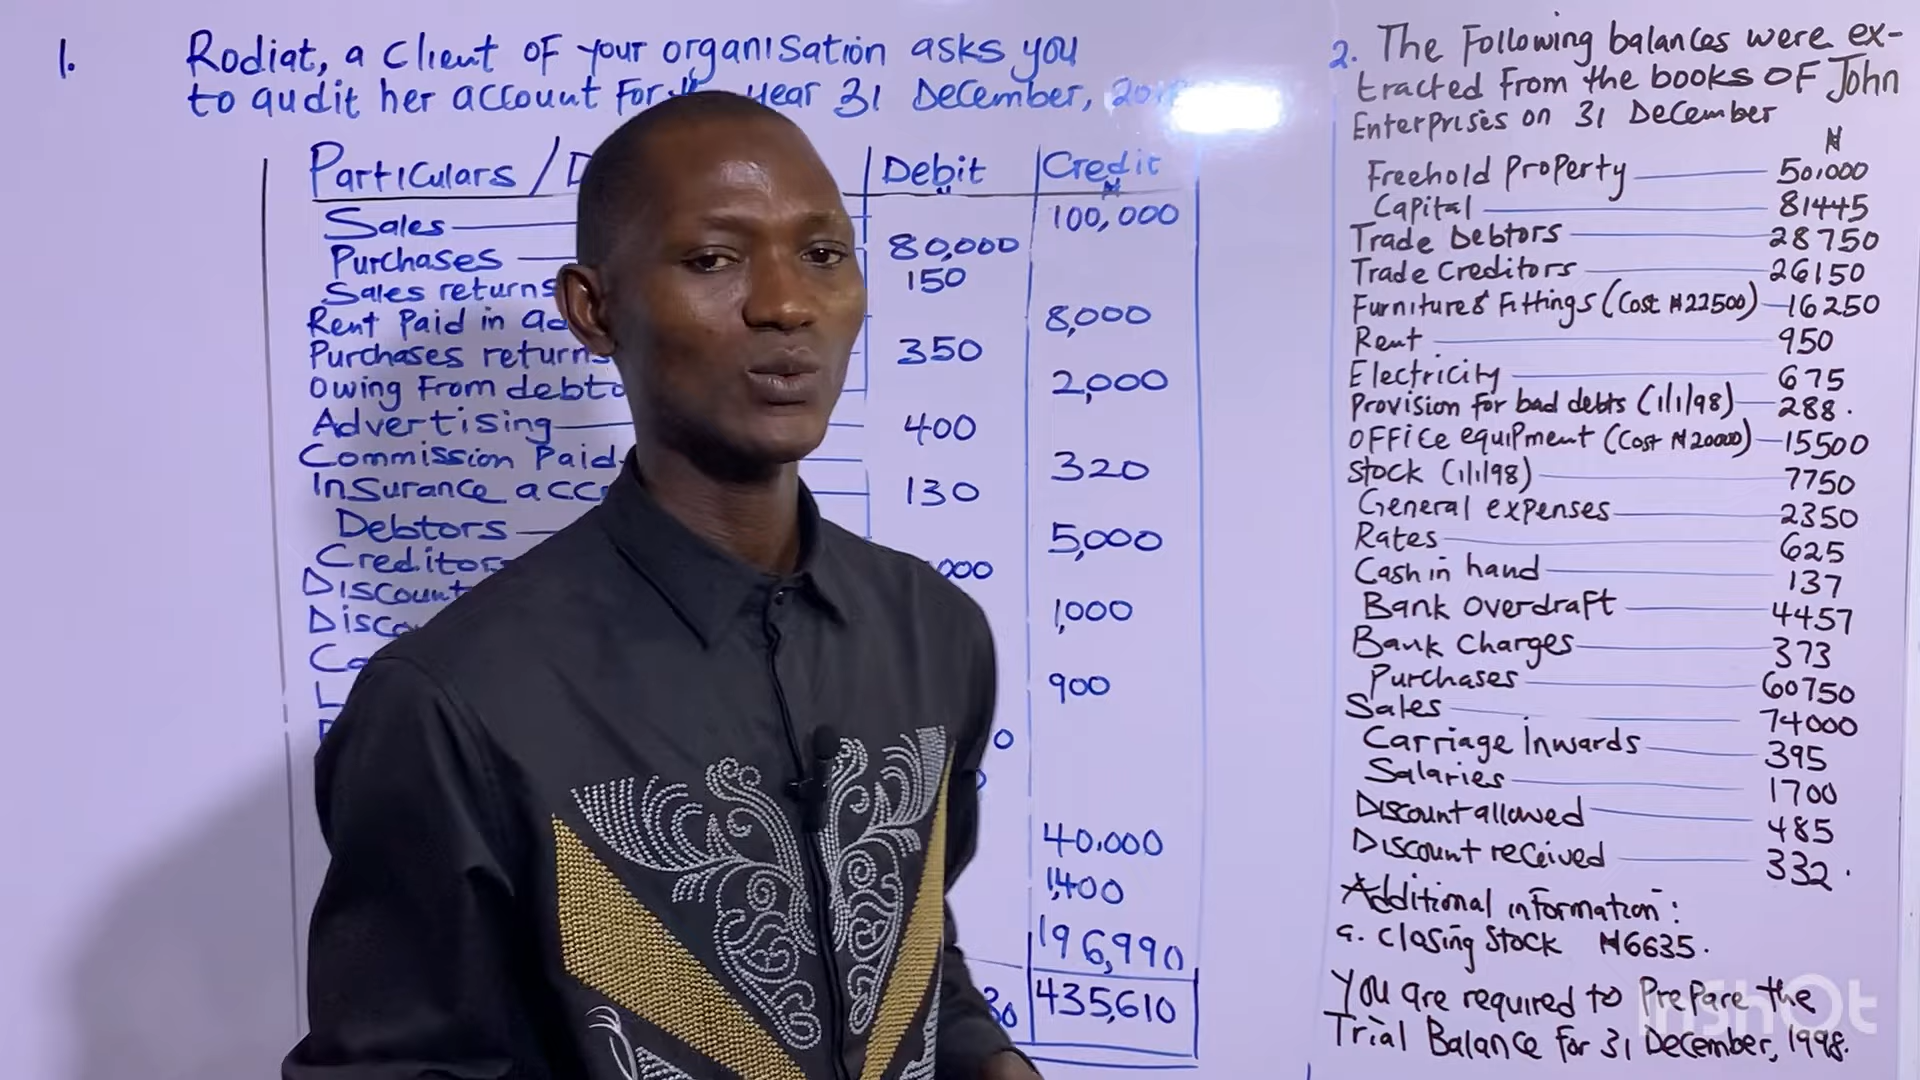 1. Rodiat, a Client of your organisation asks you
to audit her account for year 31 December,
Particulars / Debit Credit
₦ ₦
Sales 100,000
Purchases 80,000
Sales returns 150
Rent Paid in 8,000
Purchases returns 350
Owing from 2,000
Advertising 400
Commission Paid 320
Insurance 130
Debtors 5,000
Discount 1,000
900
40,000
1,400
196,990
435,610
2. The Following balances were ex-
tracted from the books of John
Enterprises on 31 December
₦
Freehold Property 50,000
Capital 81445
Trade Debtors 28750
Trade Creditors 26150
Furniture & Fittings (Cost ₦22500) 16250
Rent 950
Electricity 675
Provision for bad debts (1/1/98) 288.
Office equipment (Cost ₦20000) 15500
Stock (1/1/98) 7750
General expenses 2350
Rates 625
Cash in hand 137
Bank overdraft 4457
Bank Charges 373
Purchases 60750
Sales 74000
Carriage Inwards 395
Salaries 1700
Discount allowed 485
Discount received 332.
Additional information:
a. Closing Stock ₦6635.
You are required to Prepare the
Trial Balance for 31 December, 1998.
InShOt